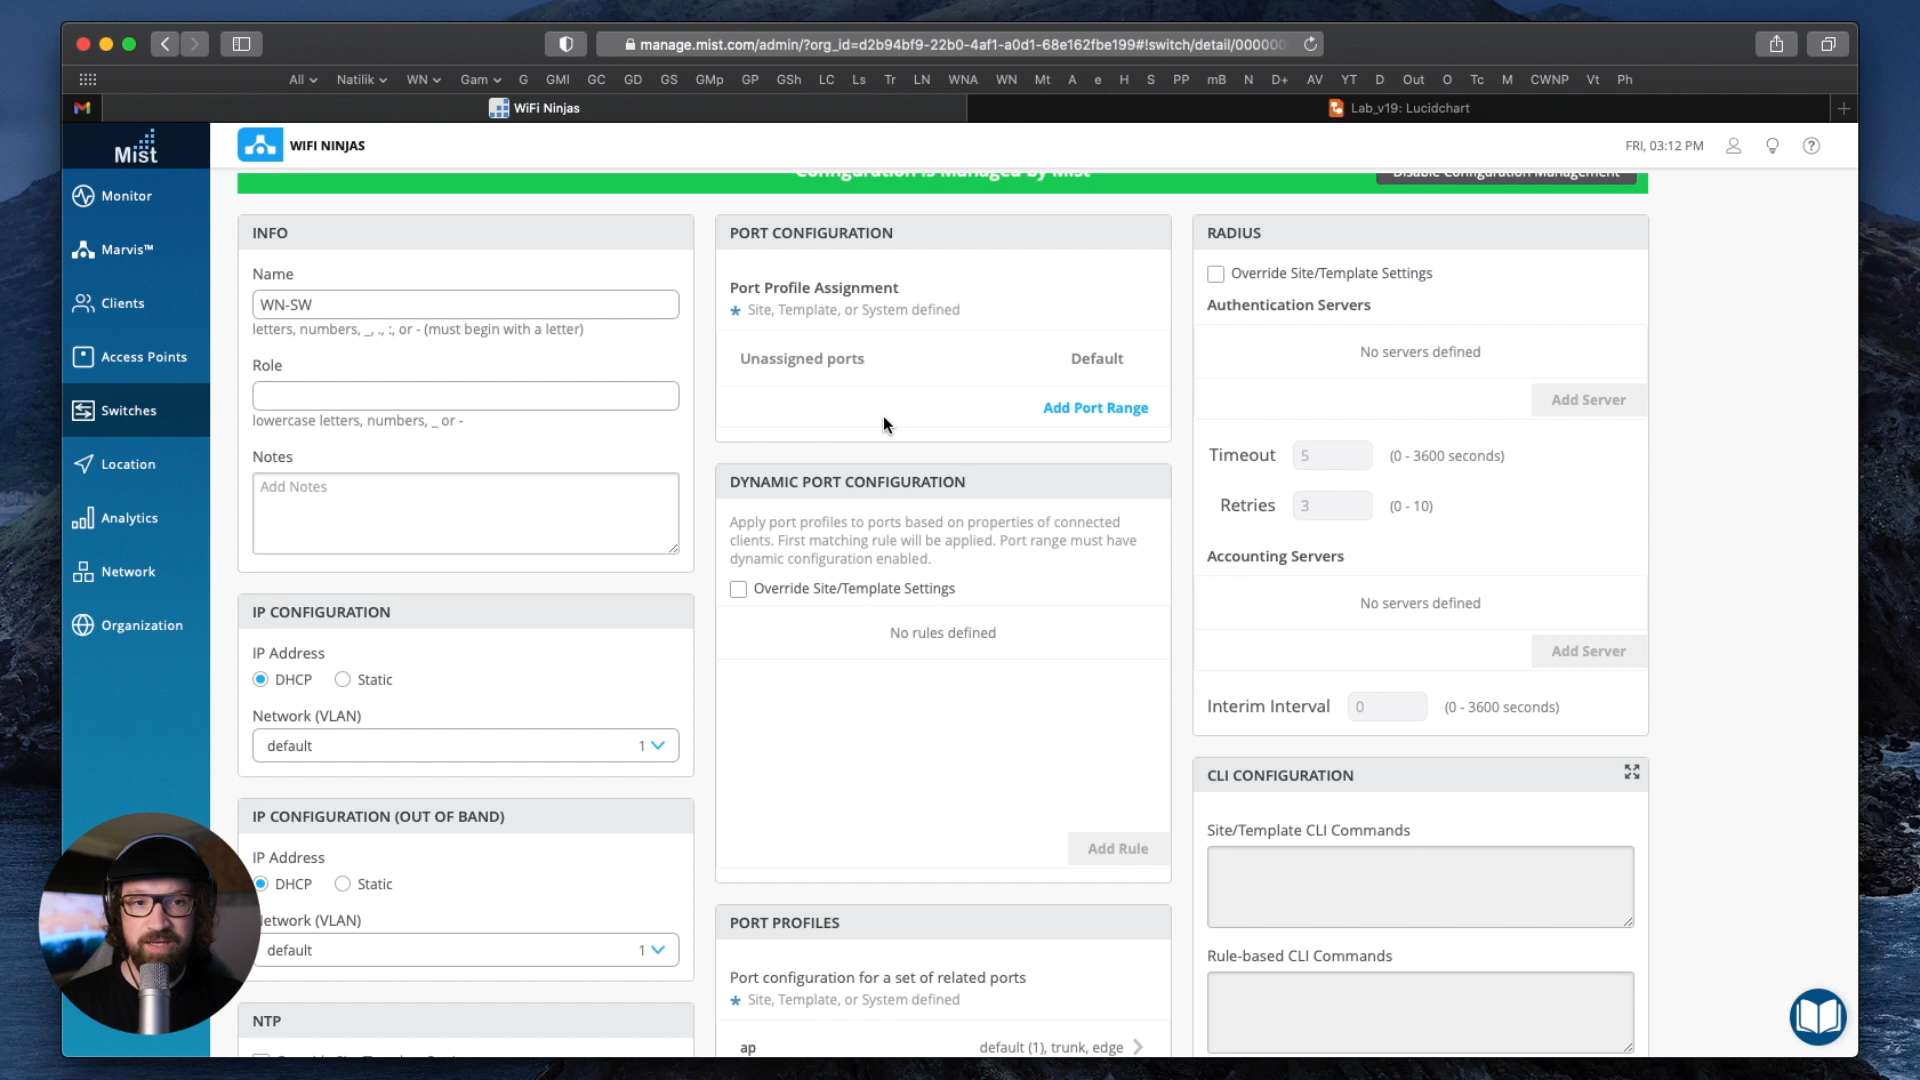 manage.mist.com/admin/?org_id=d2b94bf9-22b0-4af1-a0d1-68e162fbe199#!switch/detail/000000
All Natilik WN Gam G GMI GC GD GS GMp GP GSh LC Ls Tr LN WNA WN Mt A e H S PP mB N D+ AV YT D Out O Tc M CWNP Vt Ph
WiFi Ninjas
Lab_v19: Lucidchart
Mist
WIFI NINJAS
FRI, 03:12 PM
Configuration is Managed by Mist
Disable Configuration Management
Monitor
Marvis™
Clients
Access Points
Switches
Location
Analytics
Network
Organization
INFO
Name
WN-SW
letters, numbers, _, ., :, or - (must begin with a letter)
Role
lowercase letters, numbers, _ or -
Notes
Add Notes
IP CONFIGURATION
IP Address
DHCP Static
Network (VLAN)
default 1
IP CONFIGURATION (OUT OF BAND)
IP Address
DHCP Static
Network (VLAN)
default 1
NTP
PORT CONFIGURATION
Port Profile Assignment
* Site, Template, or System defined
Unassigned ports Default
Add Port Range
DYNAMIC PORT CONFIGURATION
Apply port profiles to ports based on properties of connected
clients. First matching rule will be applied. Port range must have
dynamic configuration enabled.
Override Site/Template Settings
No rules defined
Add Rule
PORT PROFILES
Port configuration for a set of related ports
* Site, Template, or System defined
ap default (1), trunk, edge
RADIUS
Override Site/Template Settings
Authentication Servers
No servers defined
Add Server
Timeout 5 (0 - 3600 seconds)
Retries 3 (0 - 10)
Accounting Servers
No servers defined
Add Server
Interim Interval 0 (0 - 3600 seconds)
CLI CONFIGURATION
Site/Template CLI Commands
Rule-based CLI Commands